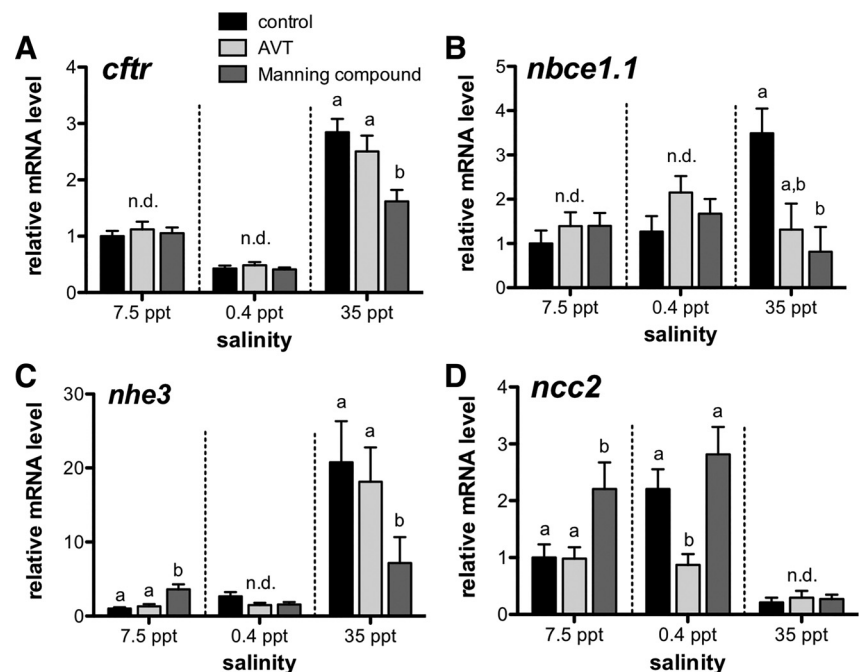 control
AVT
Manning compound
A
cftr
relative mRNA level
4
3
2
1
0
n.d.
n.d.
a
a
b
7.5 ppt
0.4 ppt
35 ppt
salinity
B
nbce1.1
relative mRNA level
5
4
3
2
1
0
n.d.
n.d.
a
a,b
b
7.5 ppt
0.4 ppt
35 ppt
salinity
C
nhe3
relative mRNA level
30
20
10
0
a
a
b
n.d.
a
a
b
7.5 ppt
0.4 ppt
35 ppt
salinity
D
ncc2
relative mRNA level
4
3
2
1
0
a
a
b
a
b
a
n.d.
7.5 ppt
0.4 ppt
35 ppt
salinity